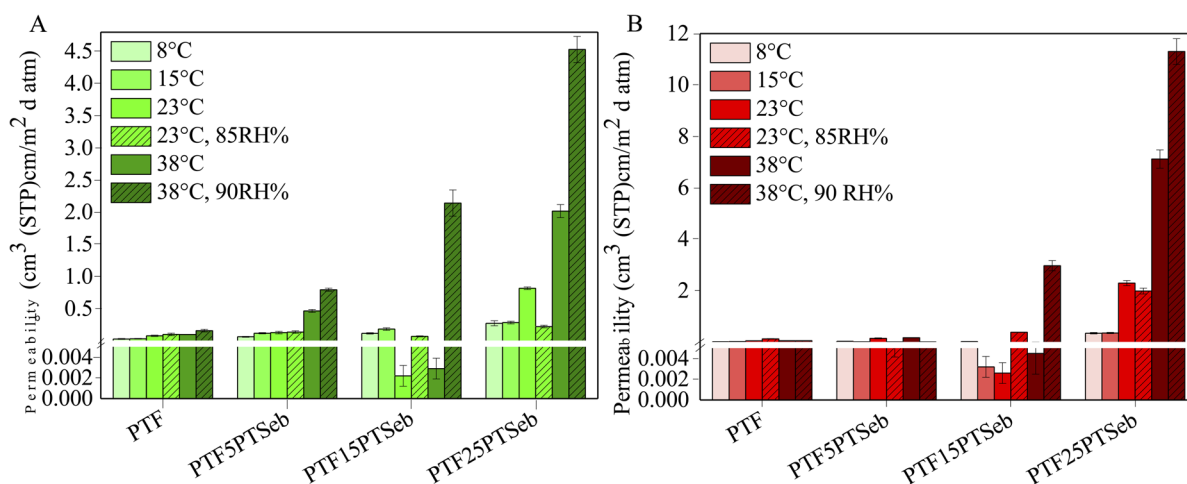 A
Permeability (cm³ (STP)cm/m² d atm)
4.5
4.0
3.5
3.0
2.5
2.0
1.5
1.0
0.5
0.004
0.002
0.000
8°C
15°C
23°C
23°C, 85RH%
38°C
38°C, 90RH%
PTF
PTF5PTSeb
PTF15PTSeb
PTF25PTSeb
B
Permeability (cm³ (STP)cm/m² d atm)
12
10
8
6
4
2
0.004
0.002
0.000
8°C
15°C
23°C
23°C, 85RH%
38°C
38°C, 90 RH%
PTF
PTF5PTSeb
PTF15PTSeb
PTF25PTSeb